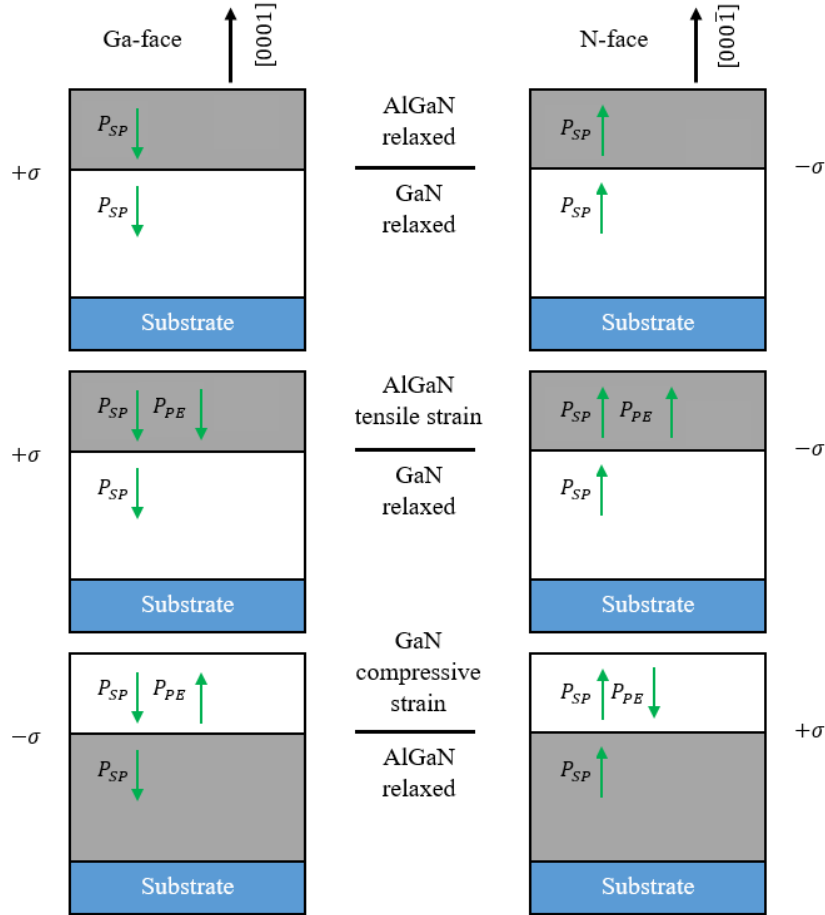 Ga-face
[0001]
N-face
[0001̄]
P_SP
AlGaN
relaxed
P_SP
+σ
−σ
P_SP
GaN
relaxed
P_SP
Substrate
Substrate
P_SP P_PE
AlGaN
tensile strain
P_SP P_PE
+σ
−σ
P_SP
GaN
relaxed
P_SP
Substrate
Substrate
P_SP P_PE
GaN
compressive
strain
P_SP P_PE
−σ
+σ
P_SP
AlGaN
relaxed
P_SP
Substrate
Substrate